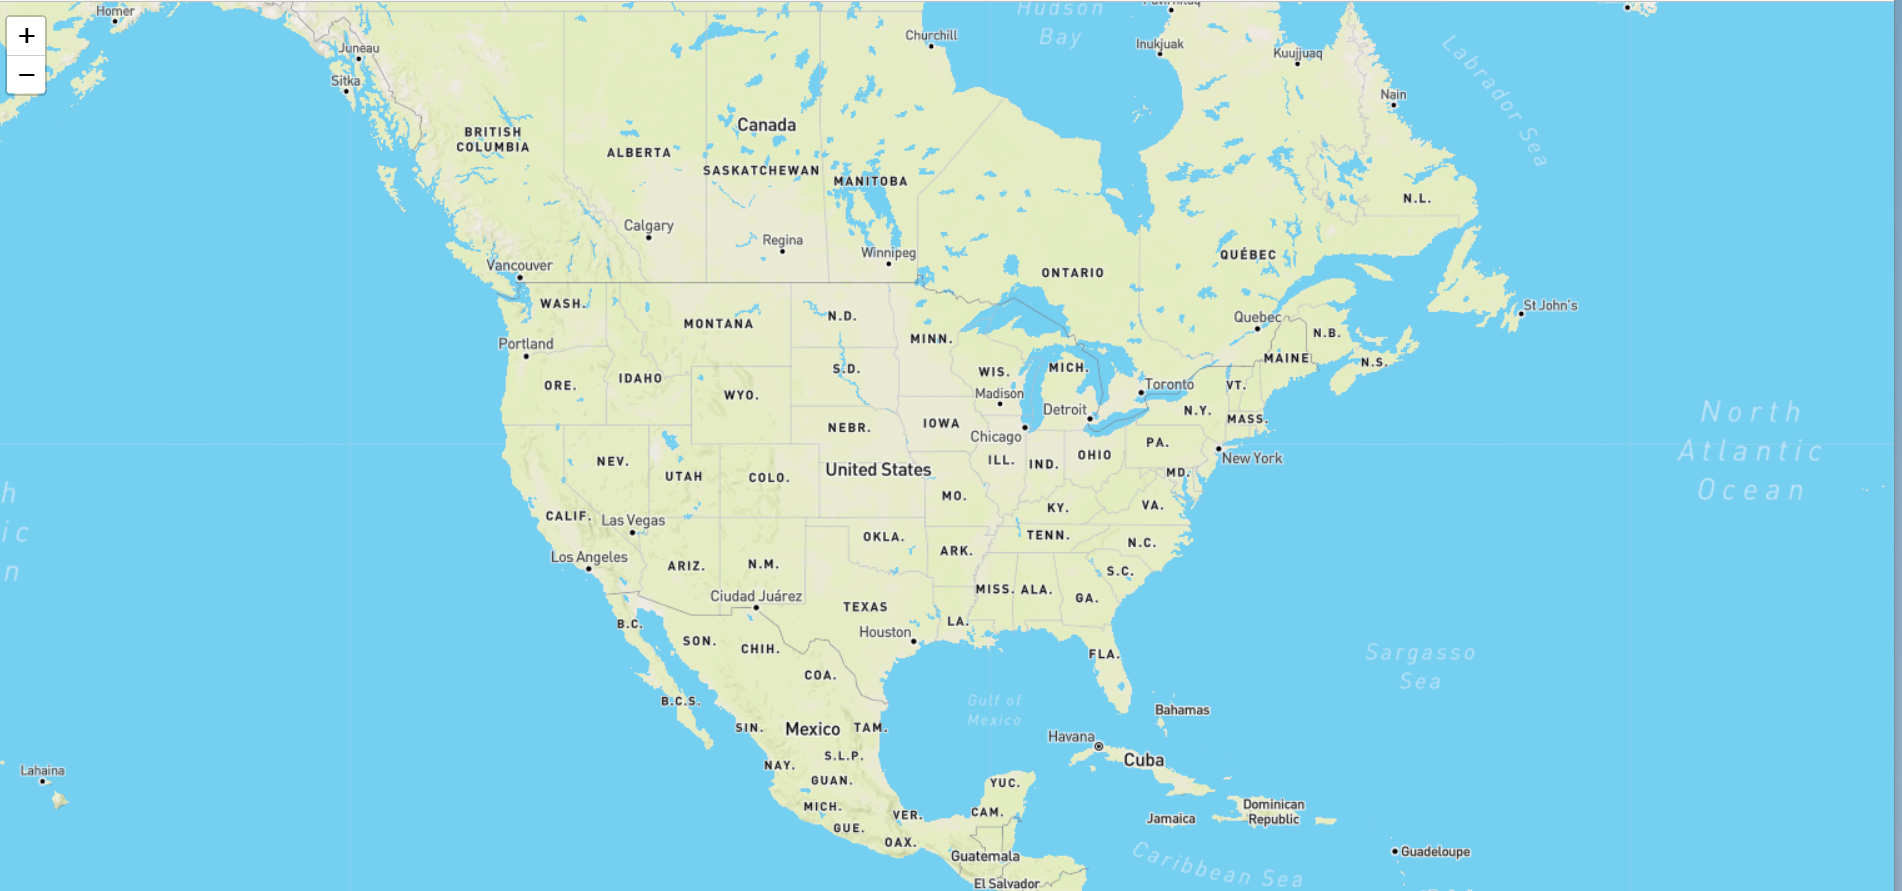 Homer
+
−
Juneau
Sitka
Churchill
Hudson
Bay
Inukjuak
Kuujjuaq
Nain
Labrador Sea
BRITISH
COLUMBIA
Canada
ALBERTA
SASKATCHEWAN
MANITOBA
N.L.
Calgary
Regina
Winnipeg
Vancouver
ONTARIO
QUÉBEC
WASH.
MONTANA
N.D.
MINN.
Quebec
N.B.
St John's
Portland
ORE.
IDAHO
WYO.
S.D.
WIS.
Madison
MICH.
Detroit
Toronto
MAINE
N.S.
VT.
N.Y.
MASS.
NEBR.
IOWA
Chicago
PA.
New York
North
Atlantic
Ocean
NEV.
UTAH
COLO.
United States
ILL.
IND.
OHIO
MD.
h
ic
n
CALIF.
Las Vegas
MO.
KY.
VA.
Los Angeles
ARIZ.
N.M.
OKLA.
ARK.
TENN.
N.C.
S.C.
Ciudad Juárez
TEXAS
MISS.
ALA.
GA.
B.C.
SON.
CHIH.
Houston
LA.
FLA.
Sargasso
Sea
COA.
B.C.S.
Gulf of
Mexico
Bahamas
SIN.
Mexico
TAM.
Havana
Cuba
NAY.
S.L.P.
GUAN.
YUC.
Lahaina
MICH.
VER.
CAM.
Jamaica
Dominican
Republic
GUE.
OAX.
Guatemala
Guadeloupe
El Salvador
Caribbean Sea